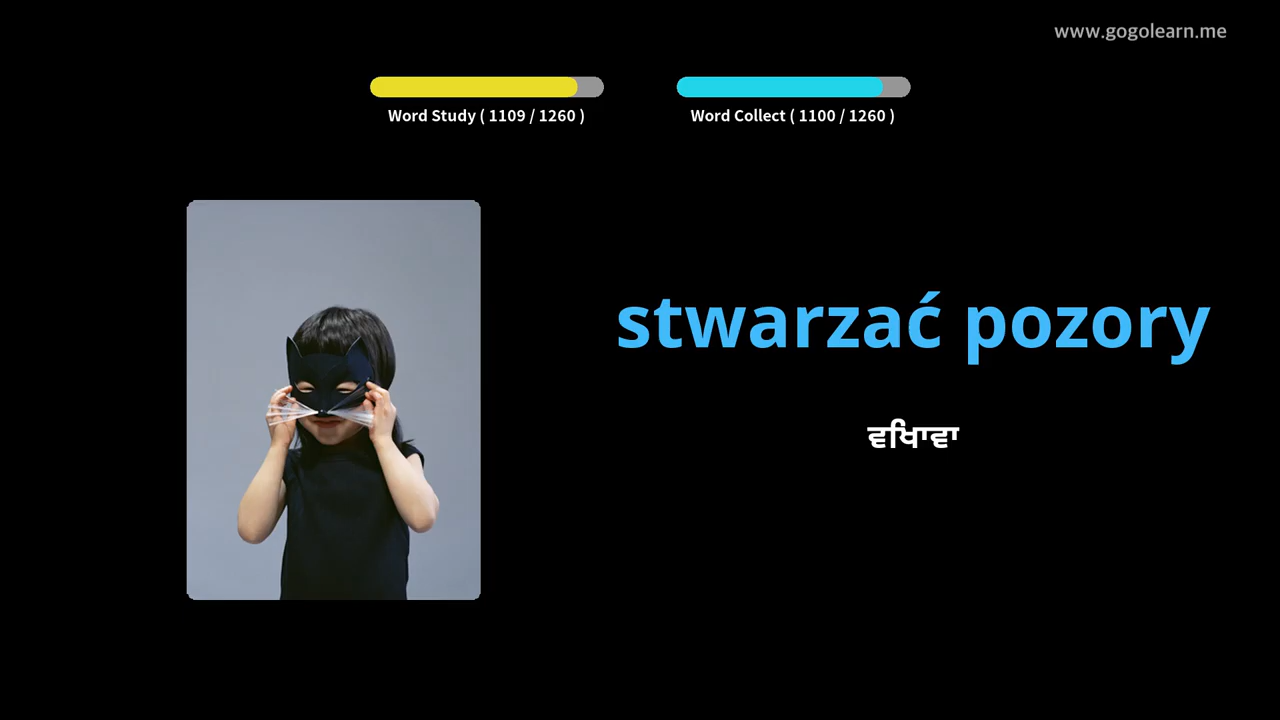 www.gogolearn.me
Word Study ( 1109 / 1260 )
Word Collect ( 1100 / 1260 )
stwarzać pozory
ਵਖਿਾਵਾ